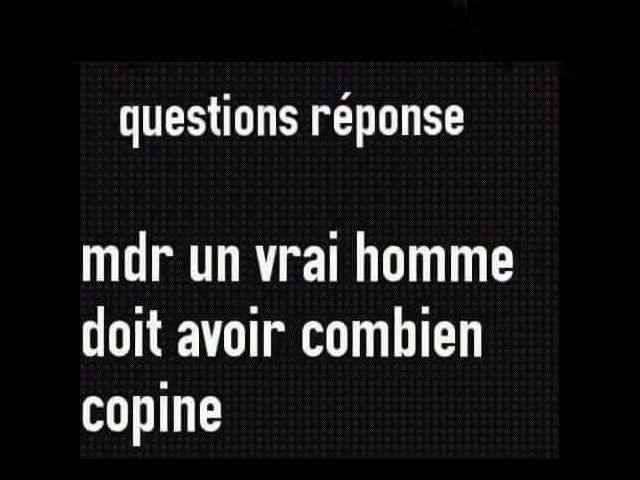 questions réponse
mdr un vrai homme
doit avoir combien
copine